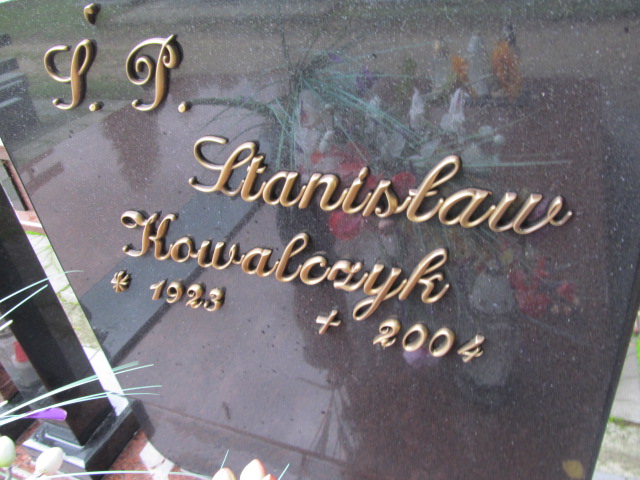 Ś. P.
Stanisław
Kowalczyk
* 1923 + 2004